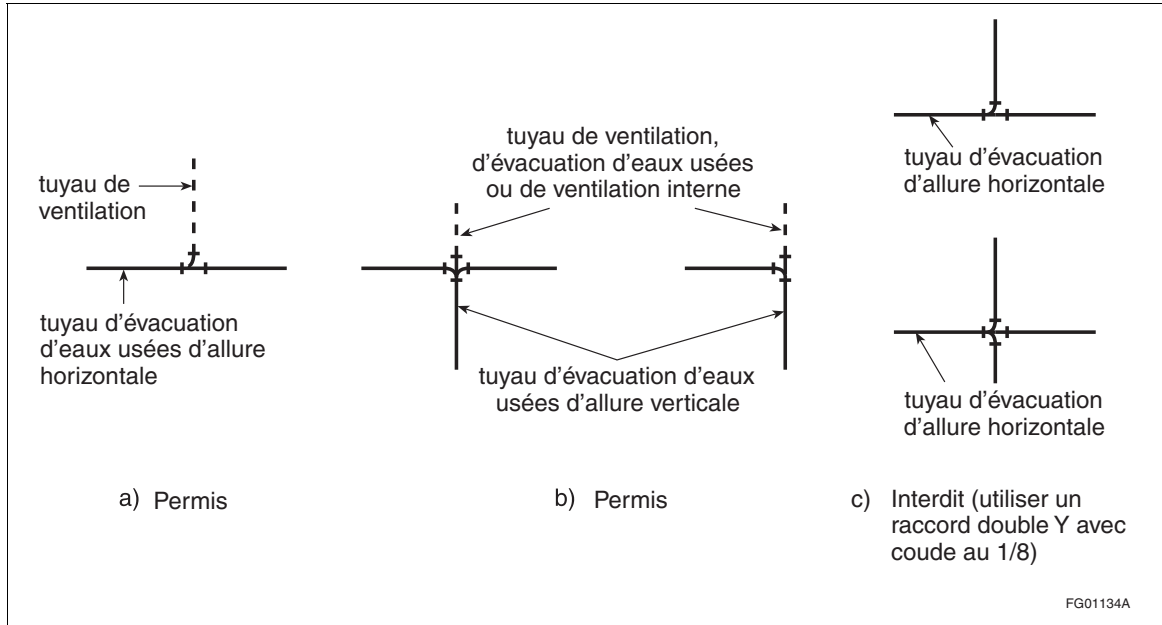 tuyau de
ventilation
tuyau d'évacuation
d'eaux usées d'allure
horizontale
a) Permis
tuyau de ventilation,
d'évacuation d'eaux usées
ou de ventilation interne
tuyau d'évacuation d'eaux
usées d'allure verticale
b) Permis
tuyau d'évacuation
d'allure horizontale
tuyau d'évacuation
d'allure horizontale
c) Interdit (utiliser un
raccord double Y avec
coude au 1/8)
FG01134A